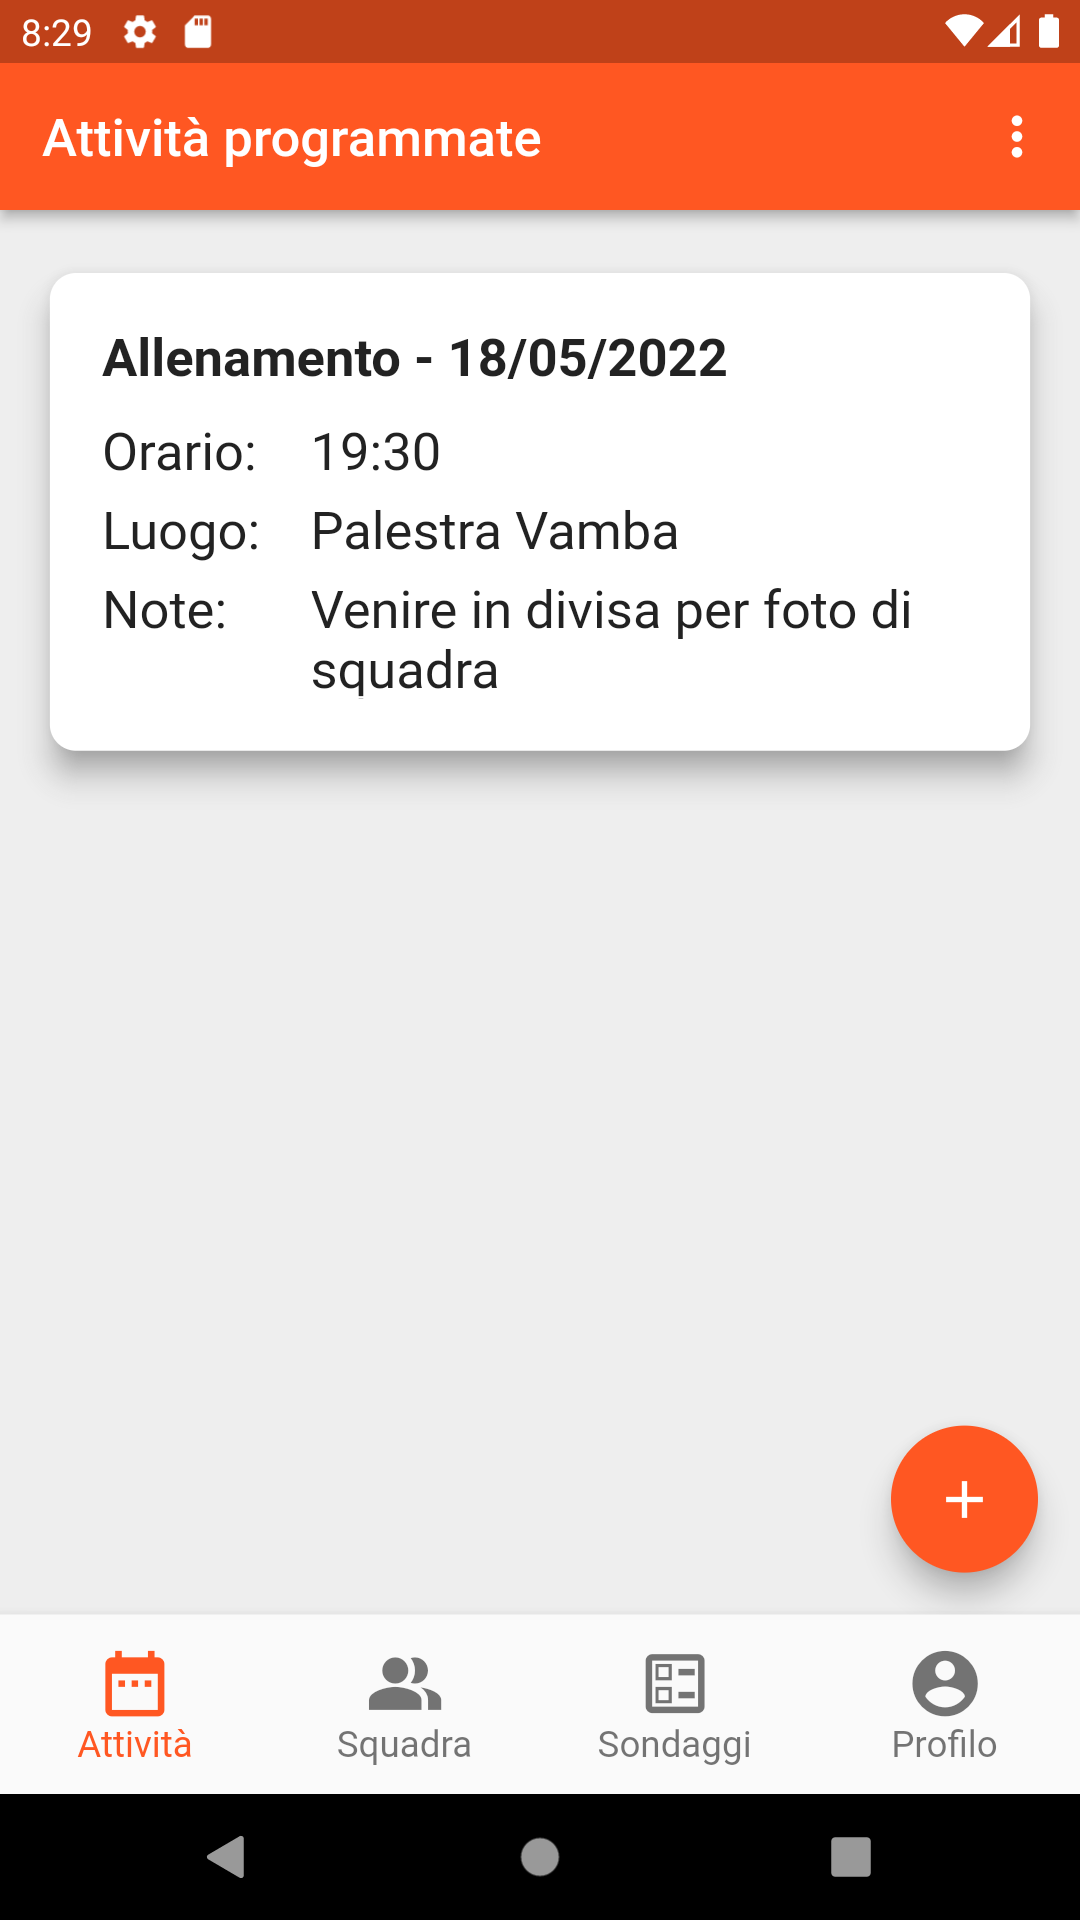 8:29
Attività programmate
Allenamento - 18/05/2022
Orario: 19:30
Luogo: Palestra Vamba
Note: Venire in divisa per foto di
squadra
Attività Squadra Sondaggi Profilo